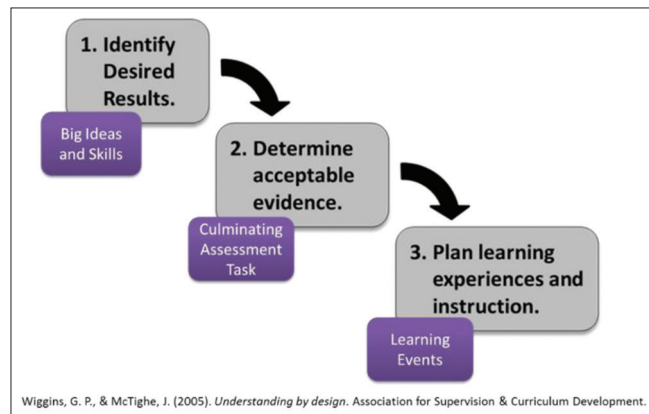 1. Identify
Desired
Results.
Big Ideas
and Skills
2. Determine
acceptable
evidence.
Culminating
Assessment
Task
3. Plan learning
experiences and
instruction.
Learning
Events
Wiggins, G. P., & McTighe, J. (2005). Understanding by design. Association for Supervision & Curriculum Development.